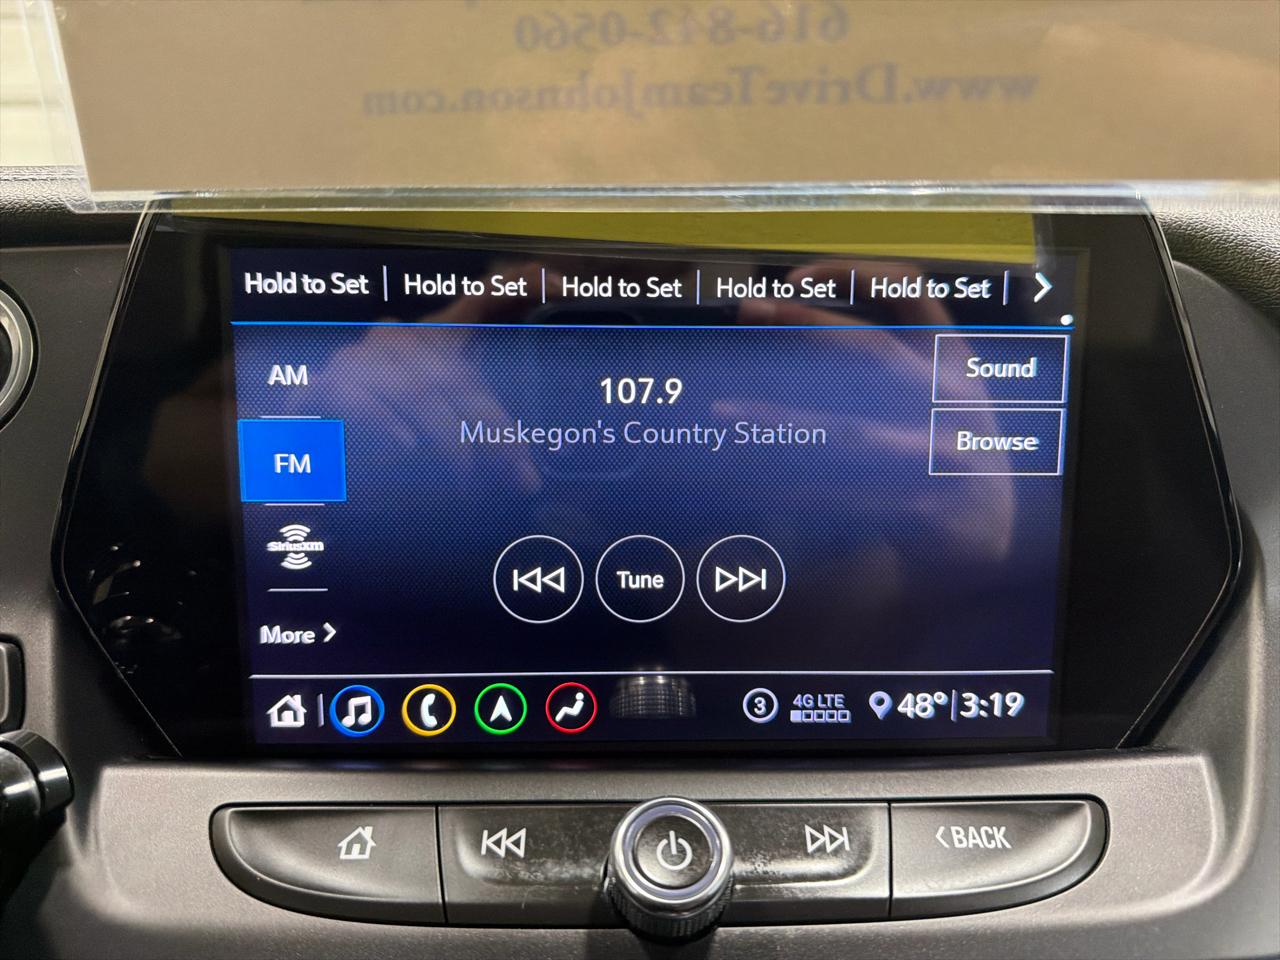 616-842-0560
www.DriveTeamJohnson.com
Hold to Set Hold to Set Hold to Set Hold to Set Hold to Set
AM
Sound
107.9
Muskegon's Country Station
Browse
FM
SiriusXM
Tune
More
3 4G LTE 48° 3:19
BACK